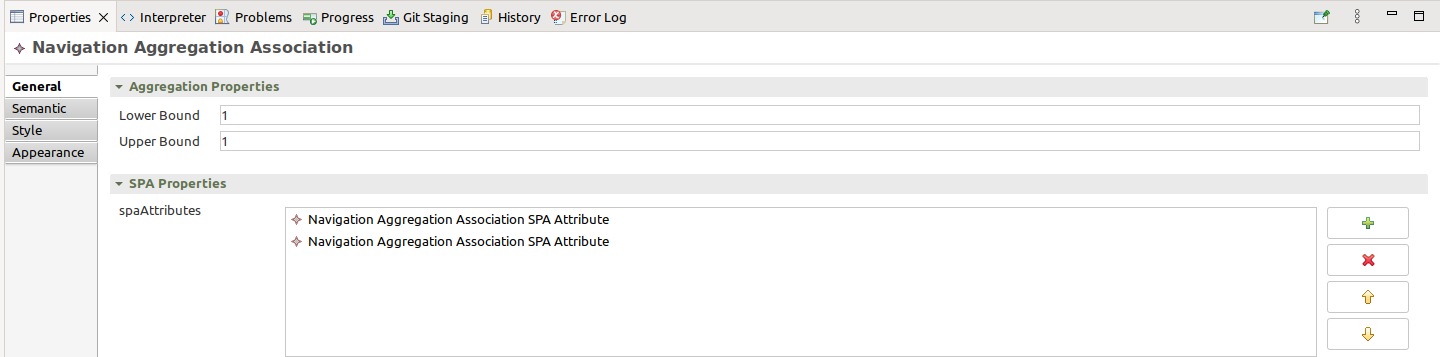 Properties Interpreter Problems Progress Git Staging History Error Log
Navigation Aggregation Association
General
Semantic
Style
Appearance
Aggregation Properties
Lower Bound 1
Upper Bound 1
SPA Properties
spaAttributes
Navigation Aggregation Association SPA Attribute
Navigation Aggregation Association SPA Attribute